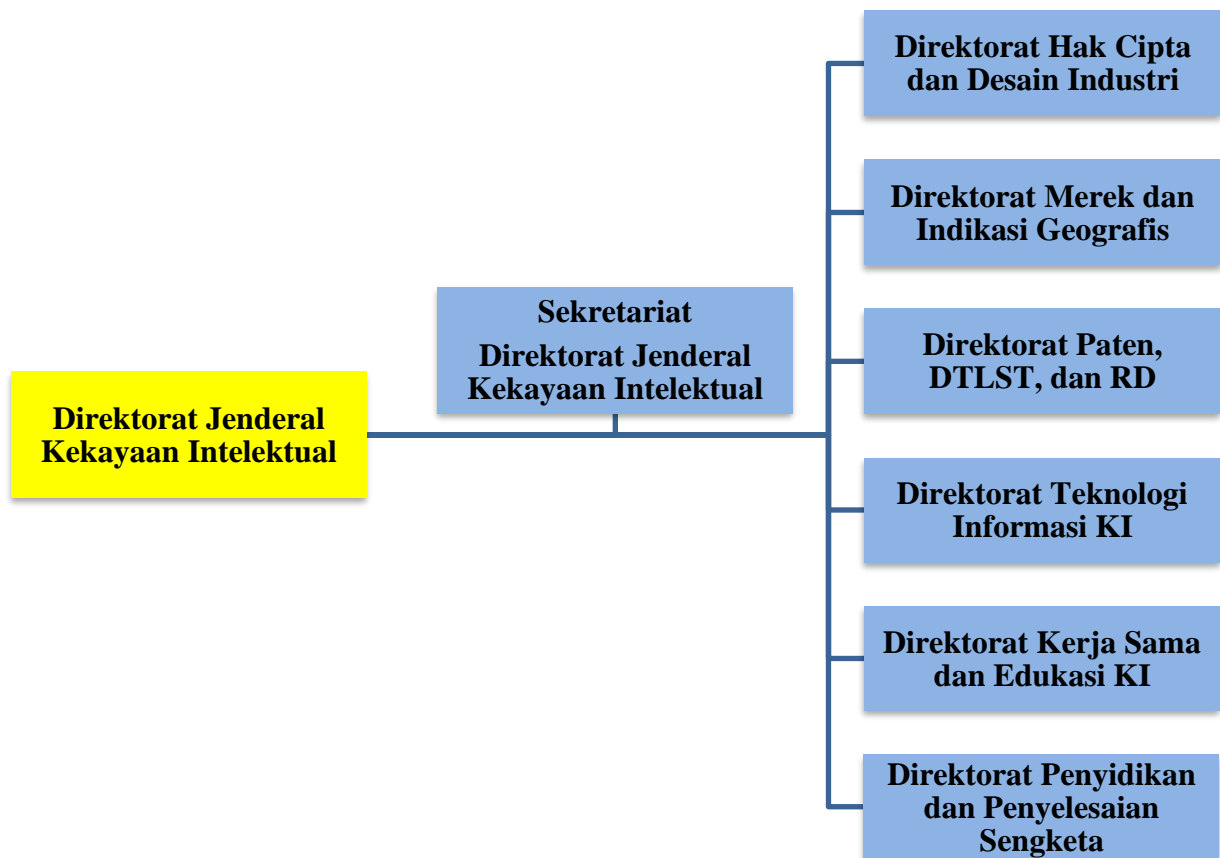 Direktorat Jenderal
Kekayaan Intelektual
Sekretariat
Direktorat Jenderal
Kekayaan Intelektual
Direktorat Hak Cipta
dan Desain Industri
Direktorat Merek dan
Indikasi Geografis
Direktorat Paten,
DTLST, dan RD
Direktorat Teknologi
Informasi KI
Direktorat Kerja Sama
dan Edukasi KI
Direktorat Penyidikan
dan Penyelesaian
Sengketa